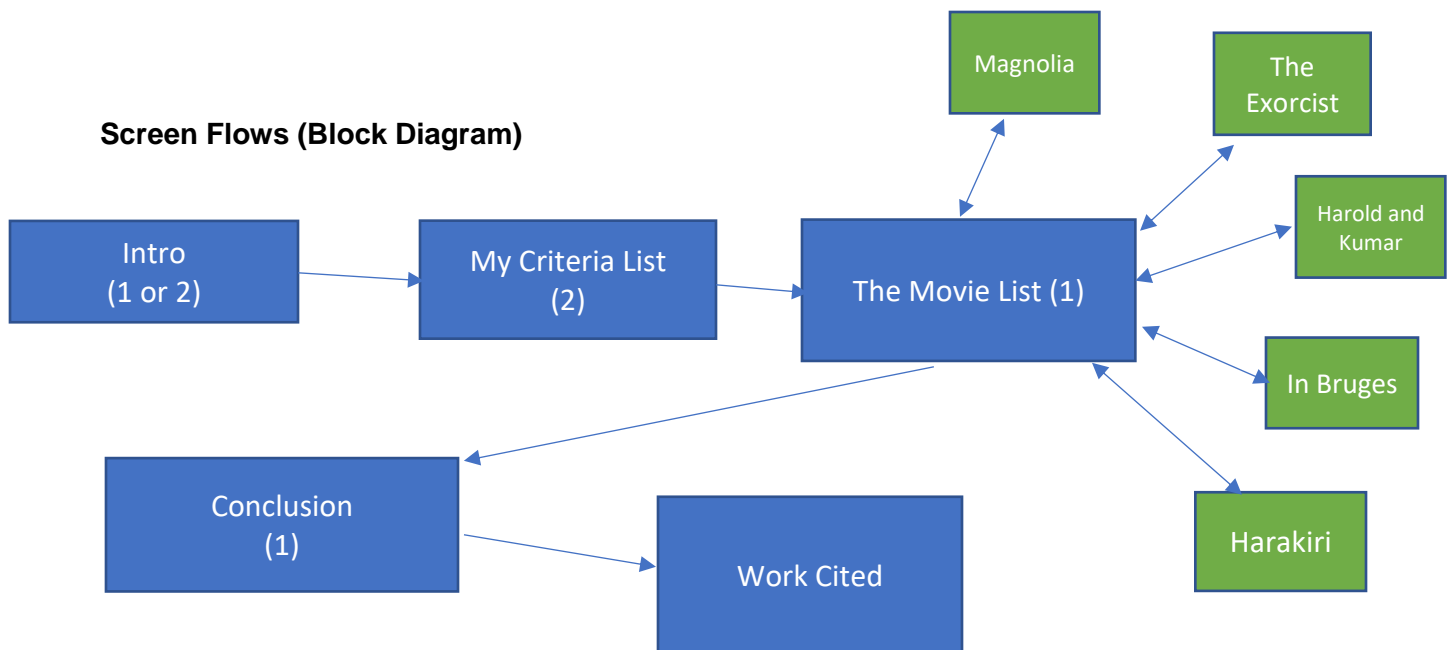 Screen Flows (Block Diagram)
Intro
(1 or 2)
My Criteria List
(2)
The Movie List (1)
Magnolia
The
Exorcist
Harold and
Kumar
In Bruges
Harakiri
Conclusion
(1)
Work Cited